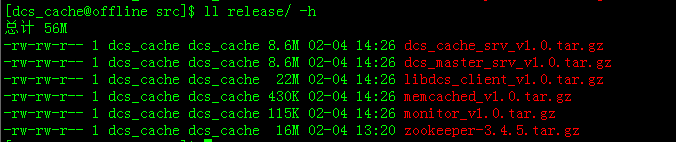 [dcs_cache@offline src]$ ll release/ -h
总计 56M
-rw-rw-r-- 1 dcs_cache dcs_cache 8.6M 02-04 14:26 dcs_cache_srv_v1.0.tar.gz
-rw-rw-r-- 1 dcs_cache dcs_cache 8.6M 02-04 14:26 dcs_master_srv_v1.0.tar.gz
-rw-rw-r-- 1 dcs_cache dcs_cache  22M 02-04 14:26 libdcs_client_v1.0.tar.gz
-rw-rw-r-- 1 dcs_cache dcs_cache 430K 02-04 14:26 memcached_v1.0.tar.gz
-rw-rw-r-- 1 dcs_cache dcs_cache 115K 02-04 14:26 monitor_v1.0.tar.gz
-rw-rw-r-- 1 dcs_cache dcs_cache  16M 02-04 13:20 zookeeper-3.4.5.tar.gz